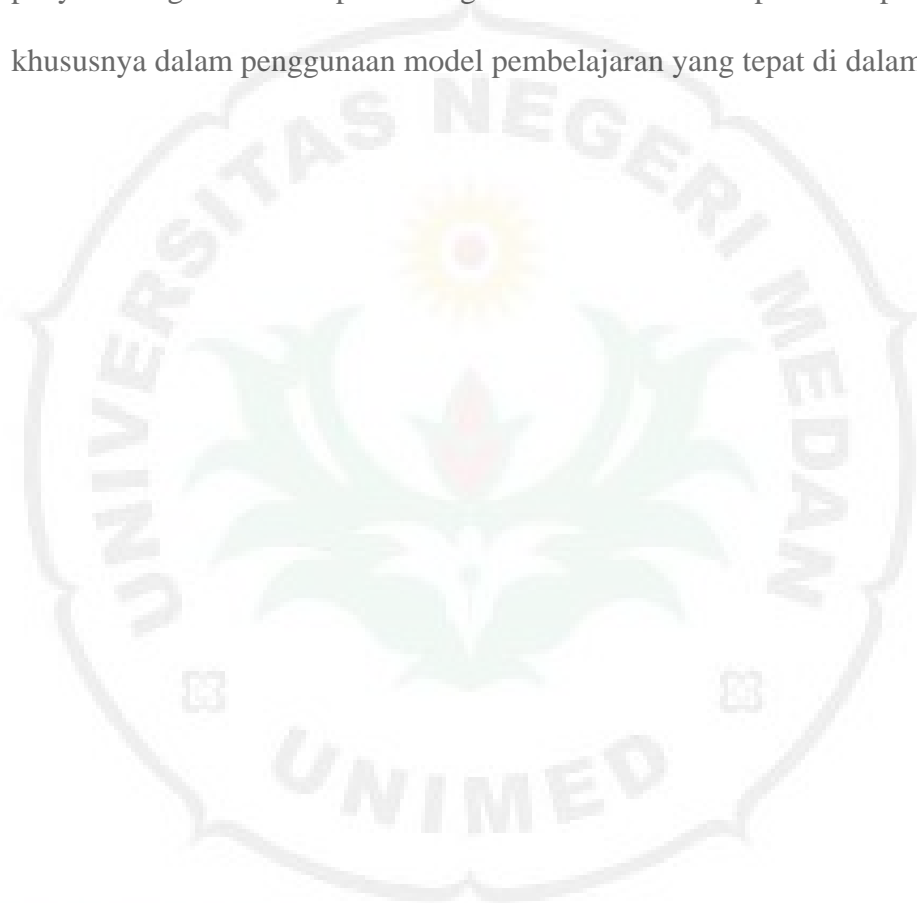 khususnya dalam penggunaan model pembelajaran yang tepat di dalam
UNIVERSITAS NEGERI MEDAN
UNIMED